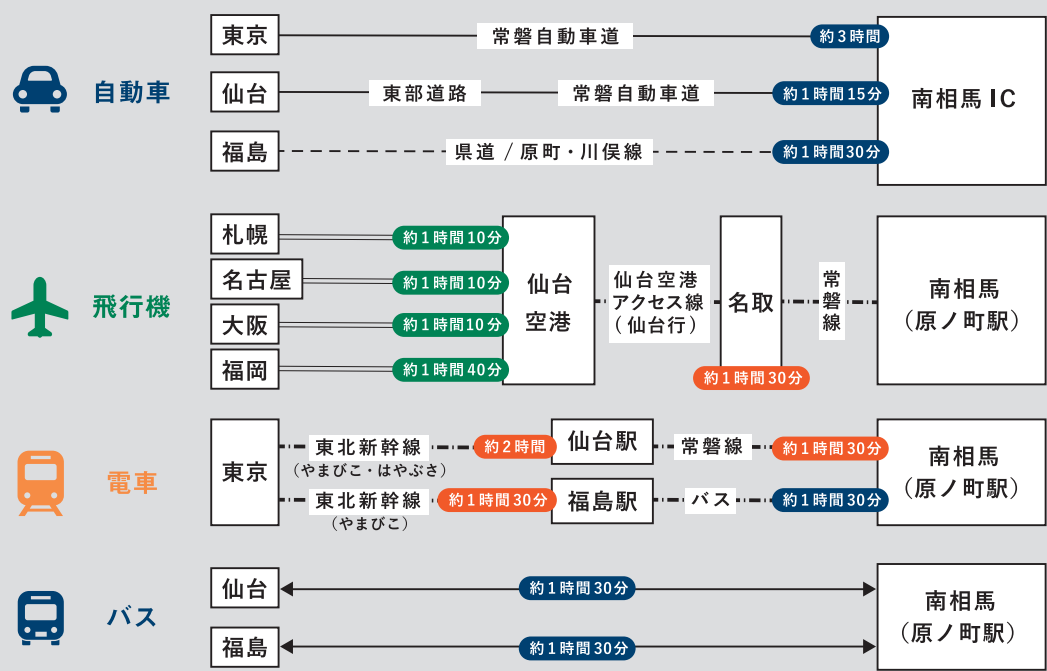 自動車
東京
常磐自動車道
約3時間
仙台
東部道路
常磐自動車道
約1時間15分
福島
県道 / 原町・川俣線
約1時間30分
南相馬IC
飛行機
札幌
約1時間10分
名古屋
約1時間10分
大阪
約1時間10分
福岡
約1時間40分
仙台
空港
仙台空港
アクセス線
(仙台行)
名取
約1時間30分
常磐線
南相馬
(原ノ町駅)
電車
東京
東北新幹線
(やまびこ・はやぶさ)
約2時間
仙台駅
常磐線
約1時間30分
東北新幹線
(やまびこ)
約1時間30分
福島駅
バス
約1時間30分
南相馬
(原ノ町駅)
バス
仙台
約1時間30分
福島
約1時間30分
南相馬
(原ノ町駅)